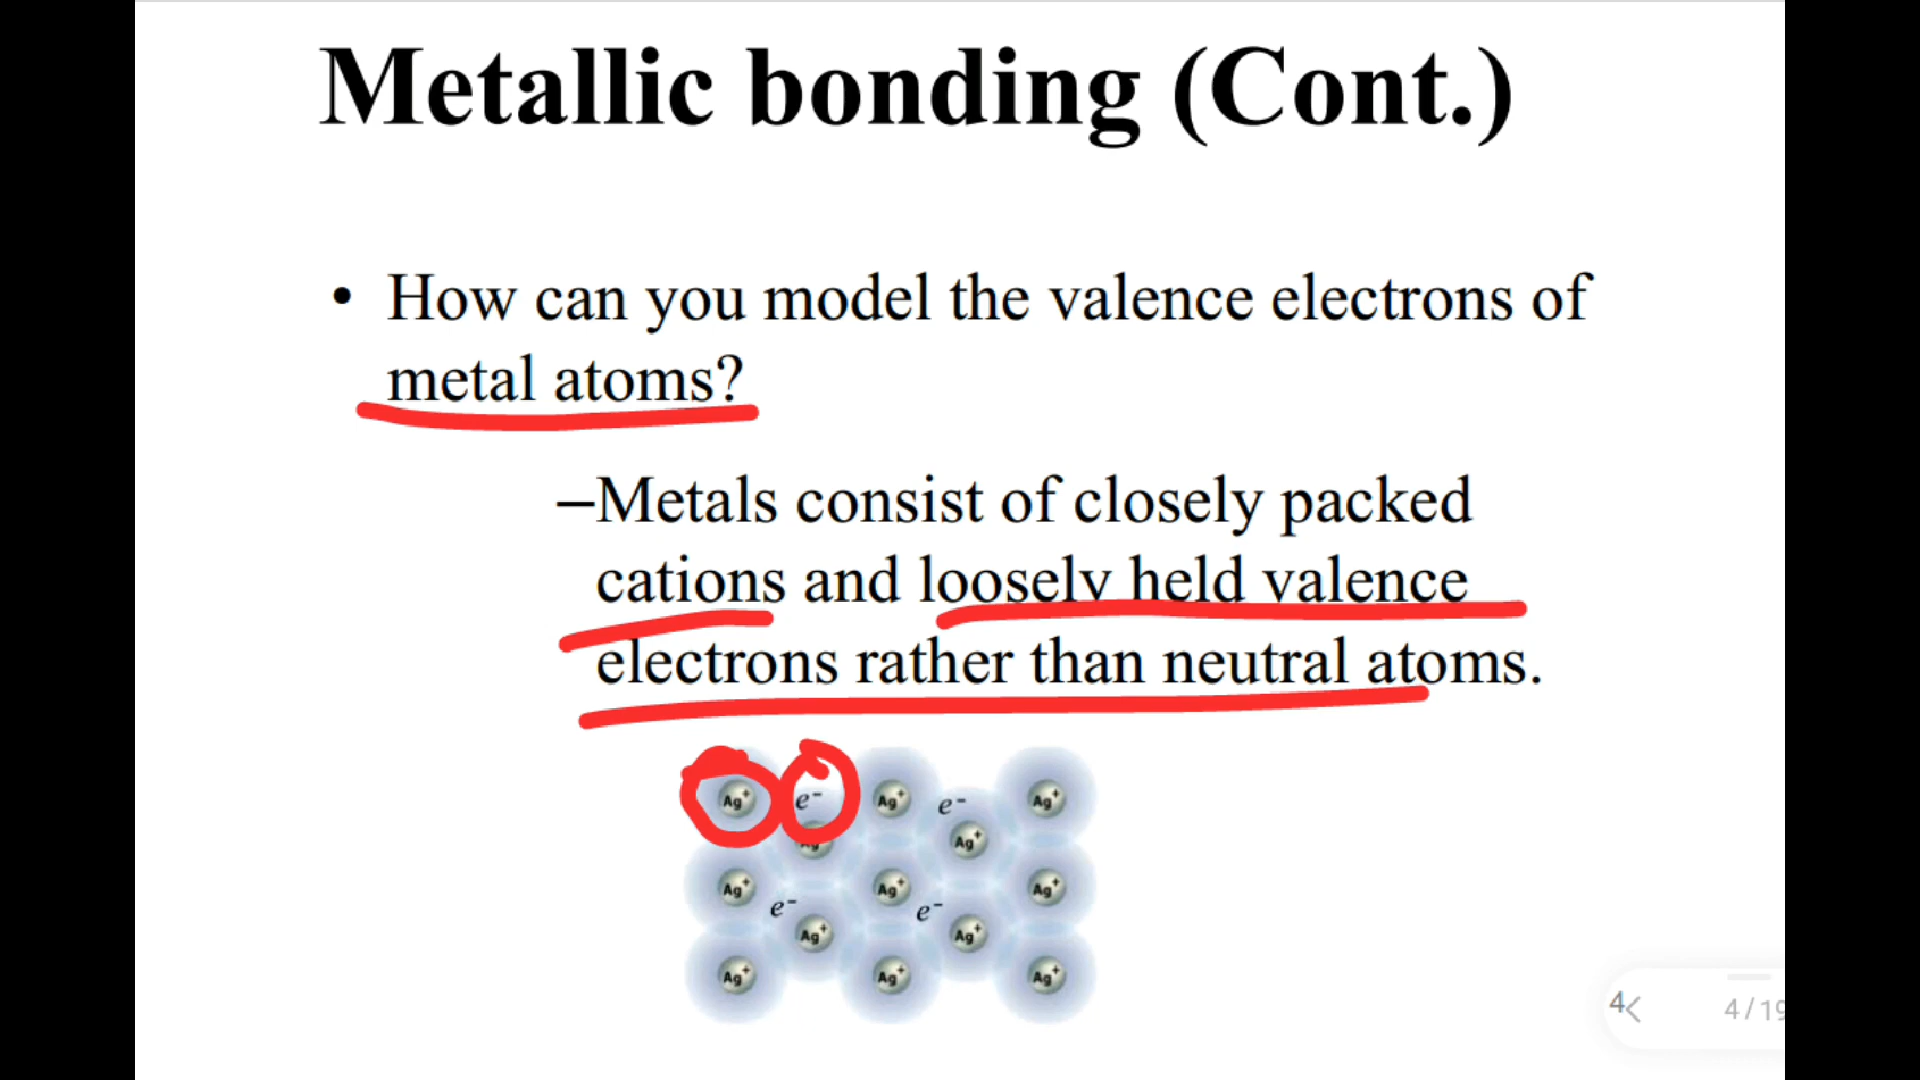 Metallic bonding (Cont.)
• How can you model the valence electrons of
metal atoms?
–Metals consist of closely packed
cations and loosely held valence
electrons rather than neutral atoms.
Ag⁺ e⁻ Ag⁺ e⁻ Ag⁺
Ag Ag⁺
Ag⁺ Ag⁺ Ag⁺
e⁻ e⁻
Ag⁺ Ag⁺
Ag⁺ Ag⁺ Ag⁺
4
4/19